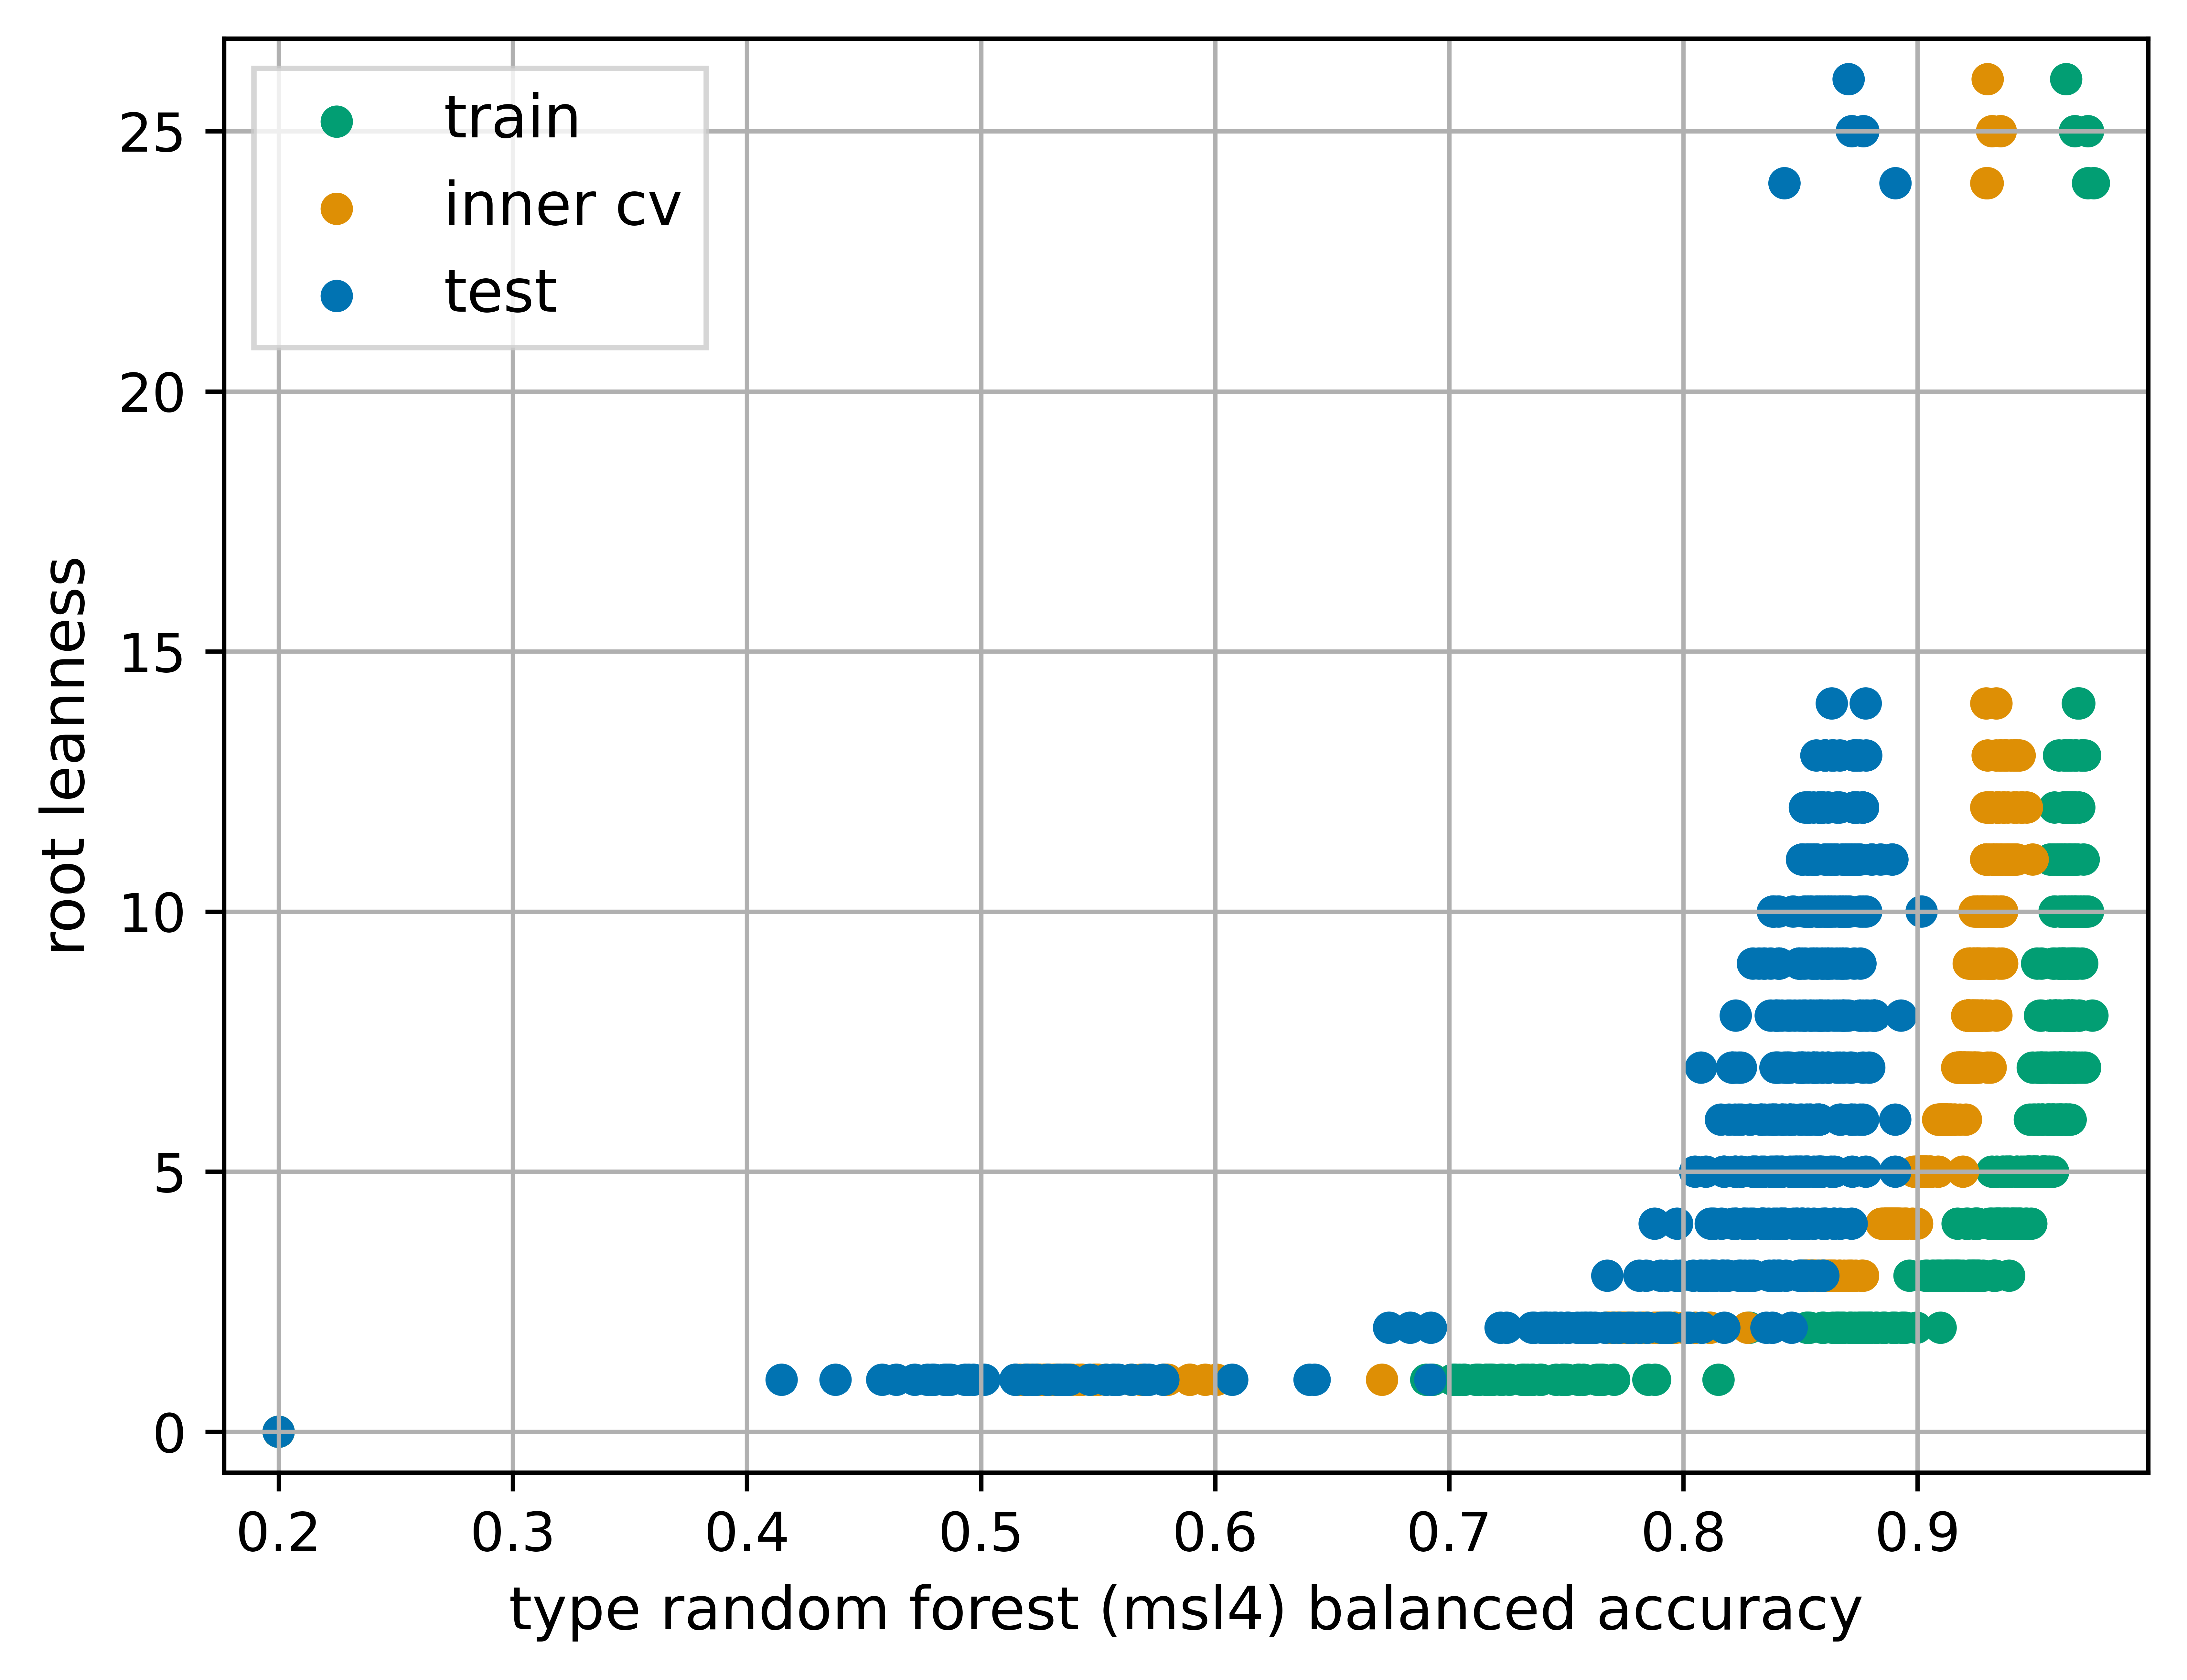 train
inner cv
test
25
20
15
10
5
0
root leanness
0.2 0.3 0.4 0.5 0.6 0.7 0.8 0.9
type random forest (msl4) balanced accuracy